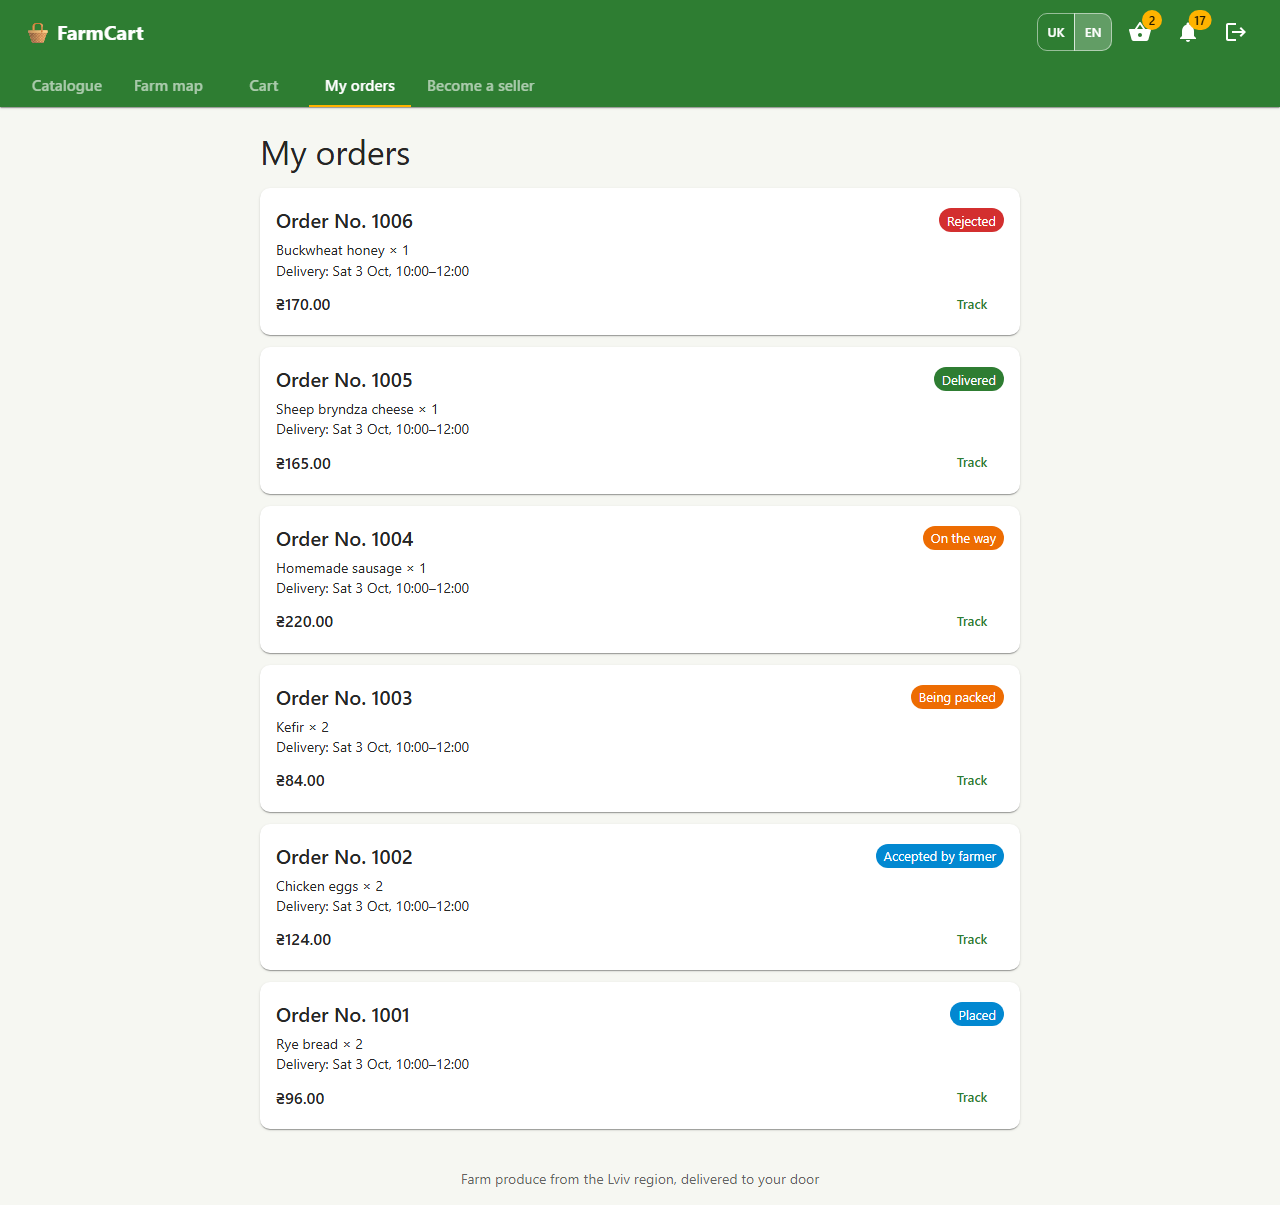 FarmCart
UK EN 2 17
Catalogue Farm map Cart My orders Become a seller
My orders
Order No. 1006 Rejected
Buckwheat honey × 1
Delivery: Sat 3 Oct, 10:00–12:00
₴170.00 Track
Order No. 1005 Delivered
Sheep bryndza cheese × 1
Delivery: Sat 3 Oct, 10:00–12:00
₴165.00 Track
Order No. 1004 On the way
Homemade sausage × 1
Delivery: Sat 3 Oct, 10:00–12:00
₴220.00 Track
Order No. 1003 Being packed
Kefir × 2
Delivery: Sat 3 Oct, 10:00–12:00
₴84.00 Track
Order No. 1002 Accepted by farmer
Chicken eggs × 2
Delivery: Sat 3 Oct, 10:00–12:00
₴124.00 Track
Order No. 1001 Placed
Rye bread × 2
Delivery: Sat 3 Oct, 10:00–12:00
₴96.00 Track
Farm produce from the Lviv region, delivered to your door